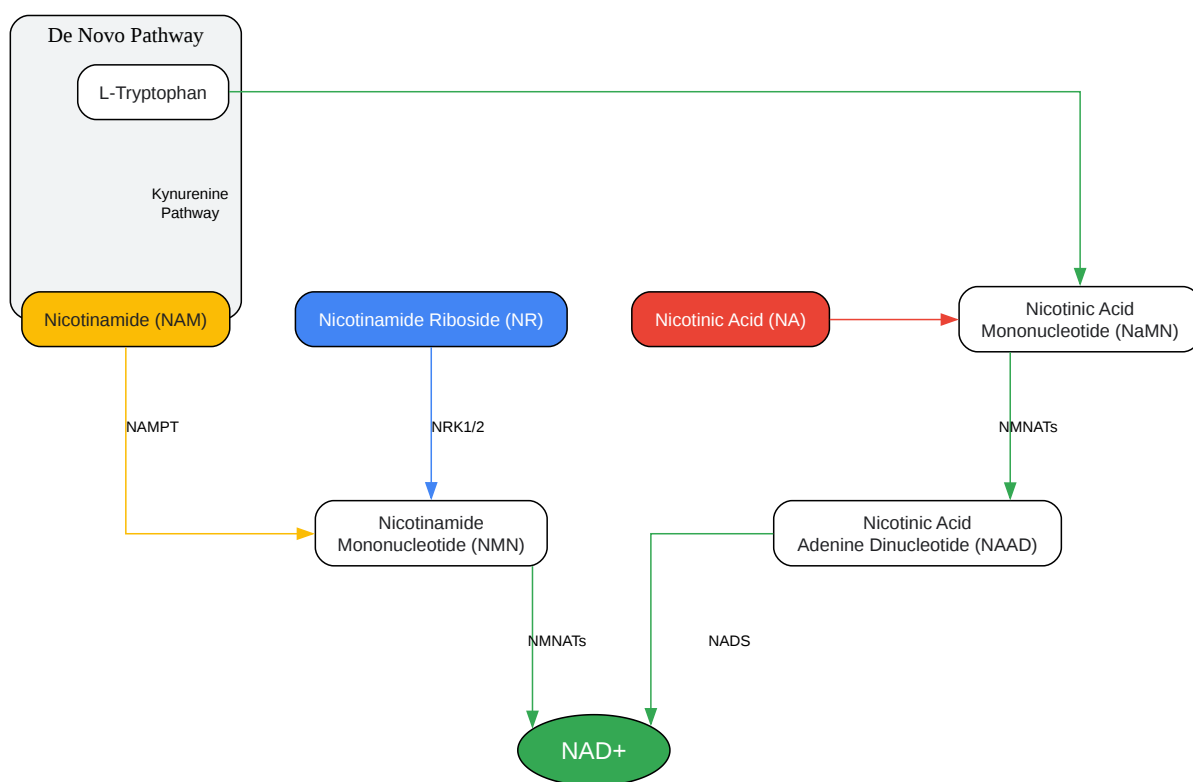 De Novo Pathway
L-Tryptophan
Kynurenine
Pathway
Nicotinamide (NAM)
Nicotinamide Riboside (NR)
Nicotinic Acid (NA)
Nicotinic Acid
Mononucleotide (NaMN)
NAMPT
NRK1/2
NMNATs
Nicotinamide
Mononucleotide (NMN)
Nicotinic Acid
Adenine Dinucleotide (NAAD)
NMNATs
NADS
NAD+